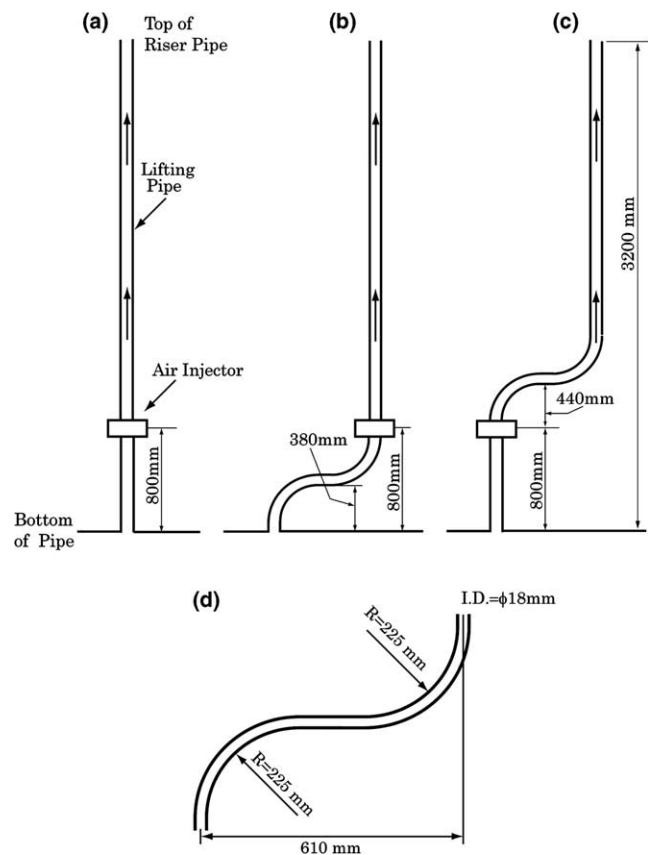 (a)
Top of
Riser Pipe
(b)
(c)
Lifting
Pipe
3200 mm
Air Injector
800mm
380mm
800mm
440mm
800mm
Bottom
of Pipe
(d)
I.D.=ϕ18mm
R=225 mm
R=225 mm
610 mm